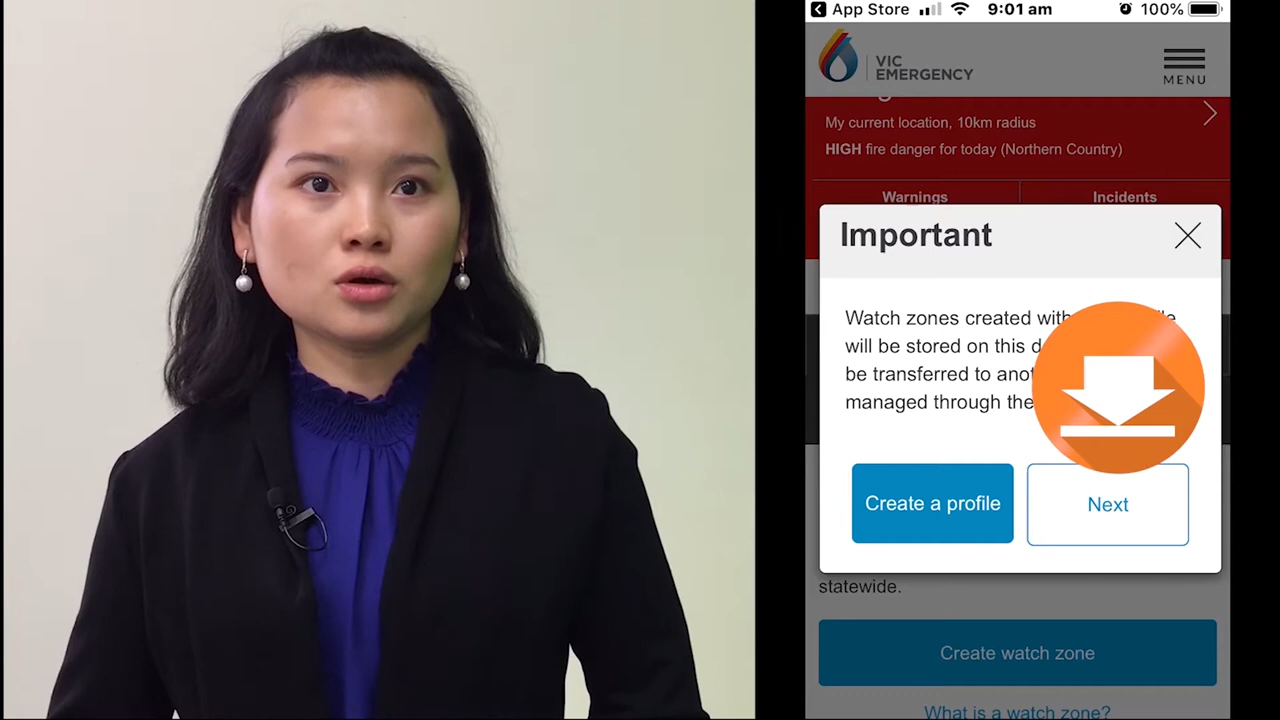 App Store 9:01 am 100%
VIC
EMERGENCY
MENU
My current location, 10km radius
HIGH fire danger for today (Northern Country)
Warnings Incidents
Important
Watch zones created
will be stored on this
be transferred to
managed through the
Create a profile Next
statewide.
Create watch zone
What is a watch zone?